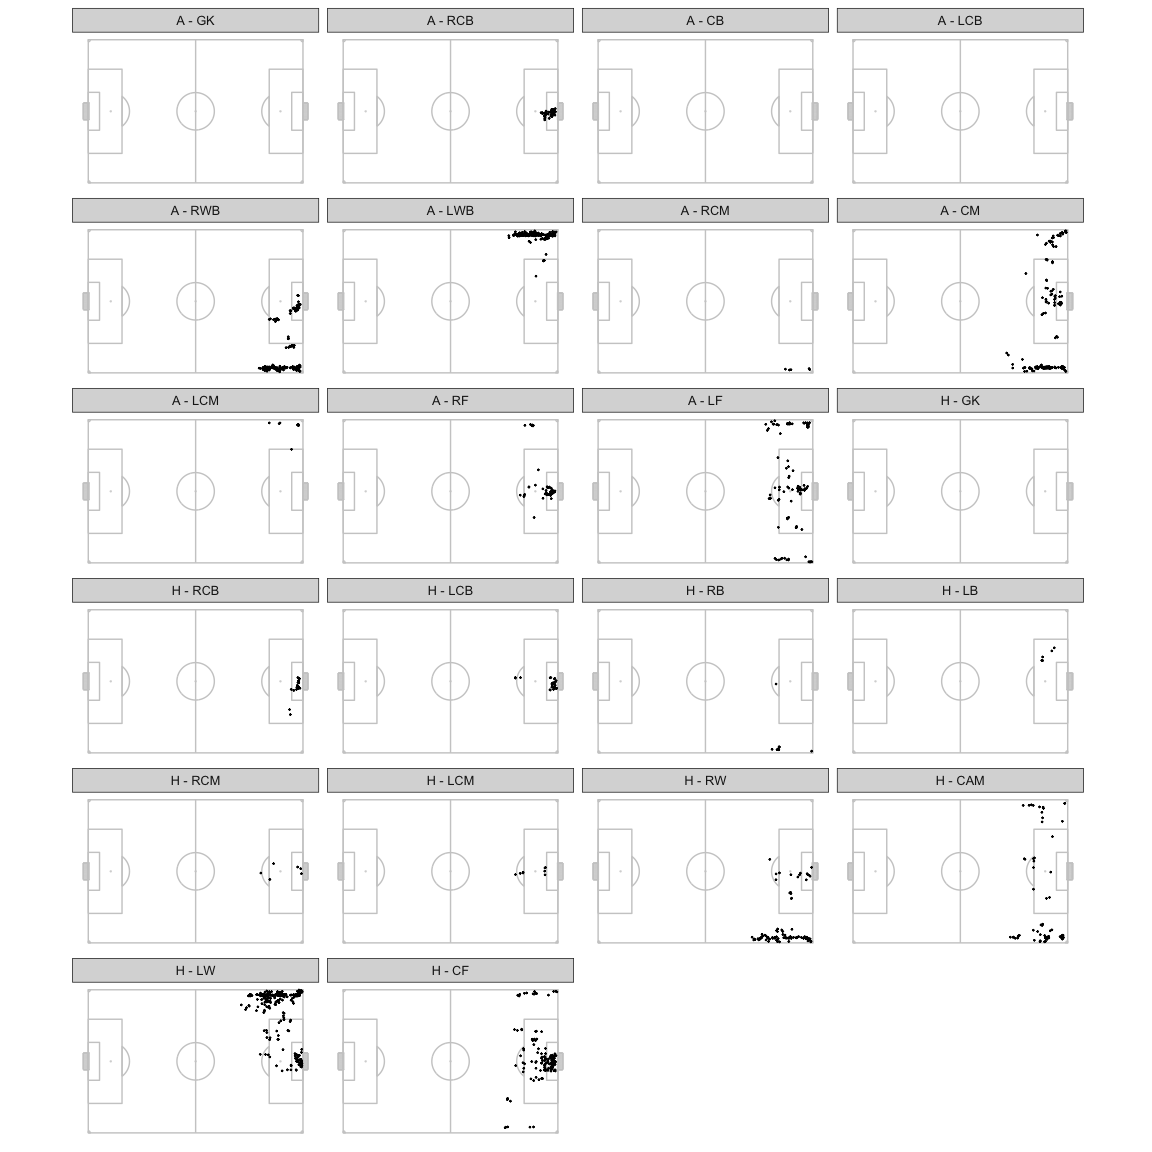 A - GK
A - RCB
A - CB
A - LCB
A - RWB
A - LWB
A - RCM
A - CM
A - LCM
A - RF
A - LF
H - GK
H - RCB
H - LCB
H - RB
H - LB
H - RCM
H - LCM
H - RW
H - CAM
H - LW
H - CF